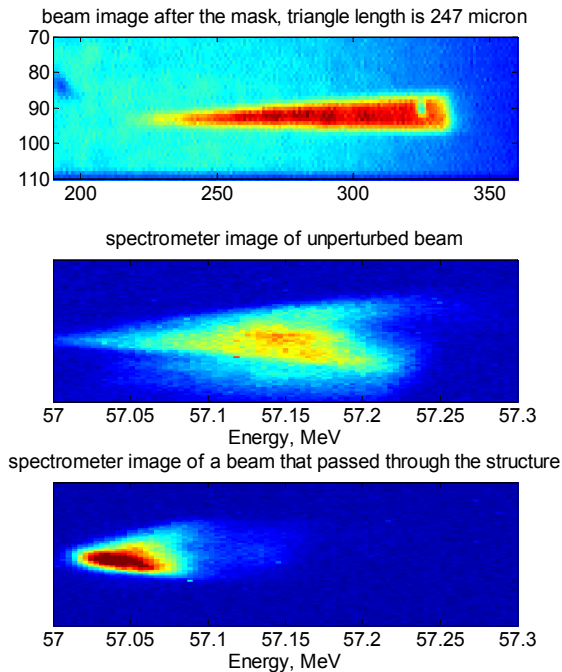 beam image after the mask, triangle length is 247 micron
70
80
90
100
110
200 250 300 350
spectrometer image of unperturbed beam
57 57.05 57.1 57.15 57.2 57.25 57.3
Energy, MeV
spectrometer image of a beam that passed through the structure
57 57.05 57.1 57.15 57.2 57.25 57.3
Energy, MeV